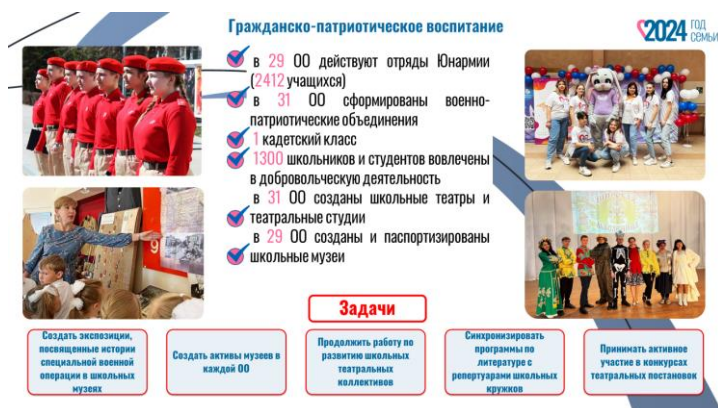 Гражданско-патриотическое воспитание
2024 ГОД
СЕМЬИ
в 29 ОО действуют отряды Юнармии
(2412 учащихся)
в 31 ОО сформированы военно-
патриотические объединения
1 кадетский класс
1300 школьников и студентов вовлечены
в добровольческую деятельность
в 31 ОО созданы школьные театры и
театральные студии
в 29 ОО созданы и паспортизированы
школьные музеи
Задачи
Создать экспозиции,
посвященные истории
специальной военной
операции в школьных
музеях
Создать активы музеев в
каждой ОО
Продолжить работу по
развитию школьных
театральных
коллективов
Синхронизировать
программы по
литературе с
репертуарами школьных
кружков
Принимать активное
участие в конкурсах
театральных постановок